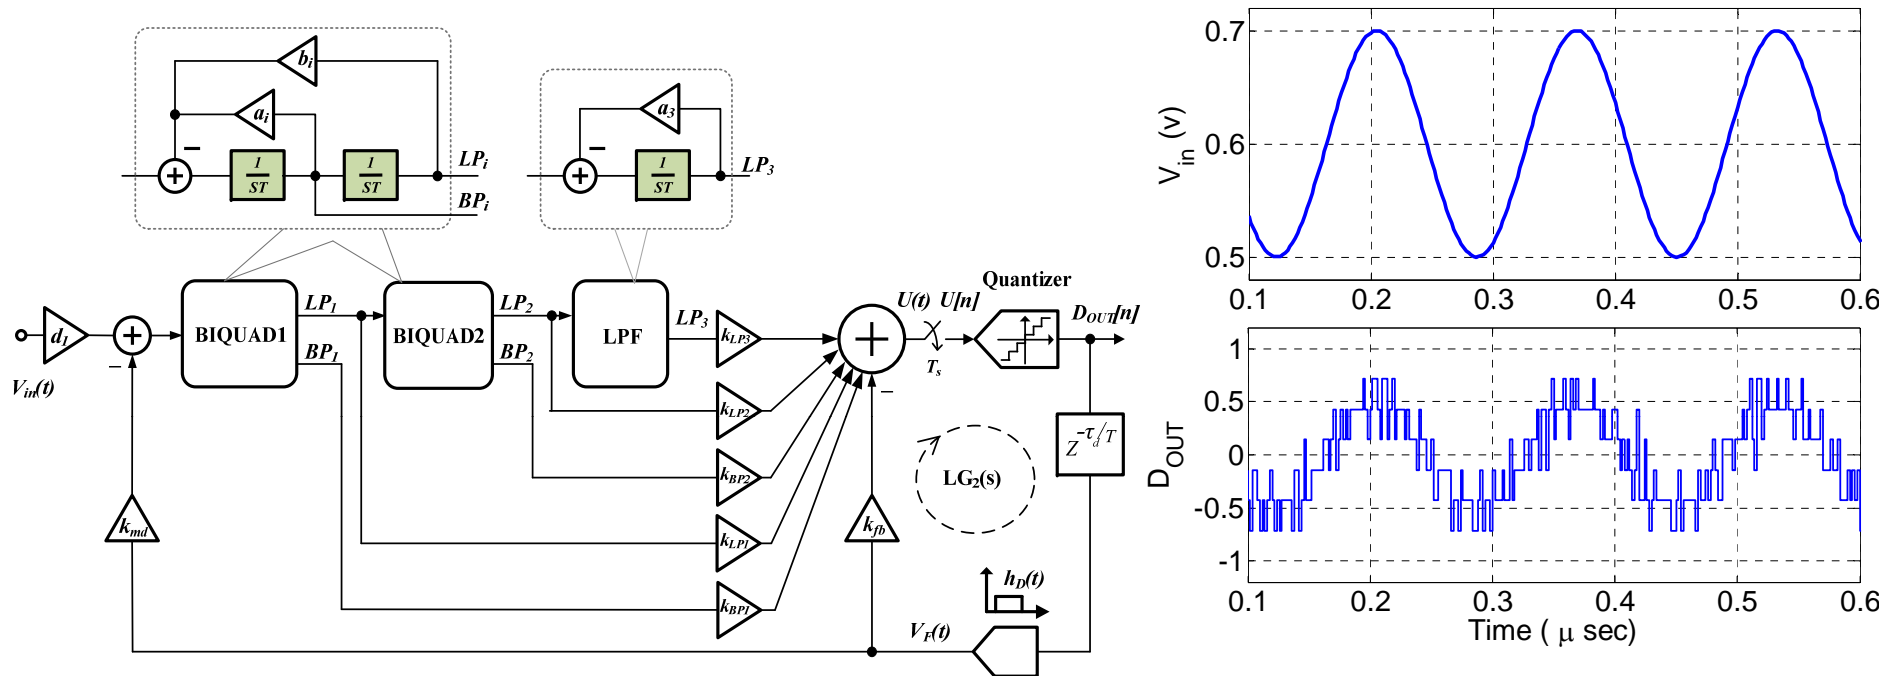 b_i
a_i
−
+
1
ST
1
ST
LP_i
BP_i
a_3
−
+
1
ST
LP_3
d_1
V_in(t)
+
−
BIQUAD1
LP_1
BP_1
BIQUAD2
LP_2
BP_2
LPF
LP_3
k_LP3
k_LP2
k_BP2
k_LP1
k_BP1
+
−
U(t) U[n]
T_s
Quantizer
D_OUT[n]
Z^-τ_d/T
LG_2(s)
k_md
k_fb
h_D(t)
V_F(t)
V_in (v)
0.7
0.6
0.5
0.1 0.2 0.3 0.4 0.5 0.6
D_OUT
1
0.5
0
-0.5
-1
0.1 0.2 0.3 0.4 0.5 0.6
Time ( μ sec)